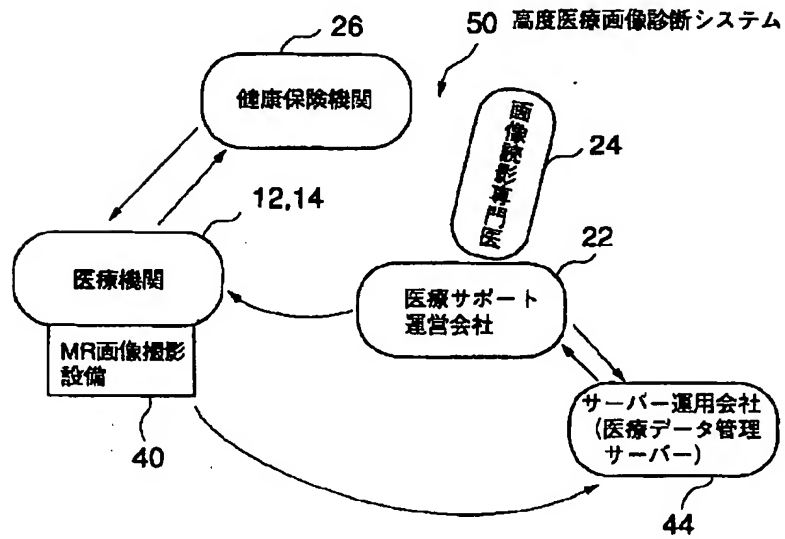 26
50 高度医療画像診断システム
健康保険機関
画像読影専門医
24
12,14
医療機関
22
医療サポート
運営会社
MR画像撮影
設備
40
サーバー運用会社
(医療データ管理
サーバー)
44